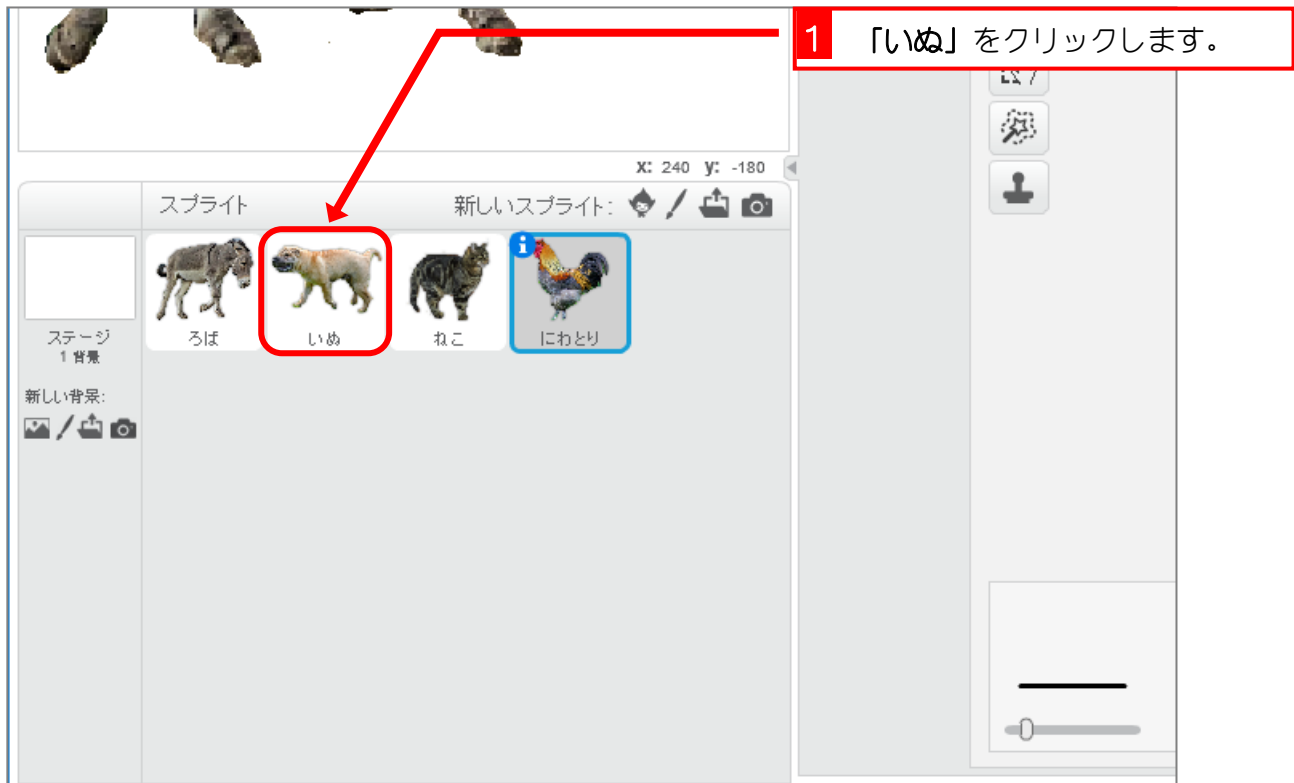 1 「いぬ」をクリックします。
x: 240 y: -180
スプライト 新しいスプライト:
ろば いぬ ねこ にわとり
ステージ
1 背景
新しい背景: